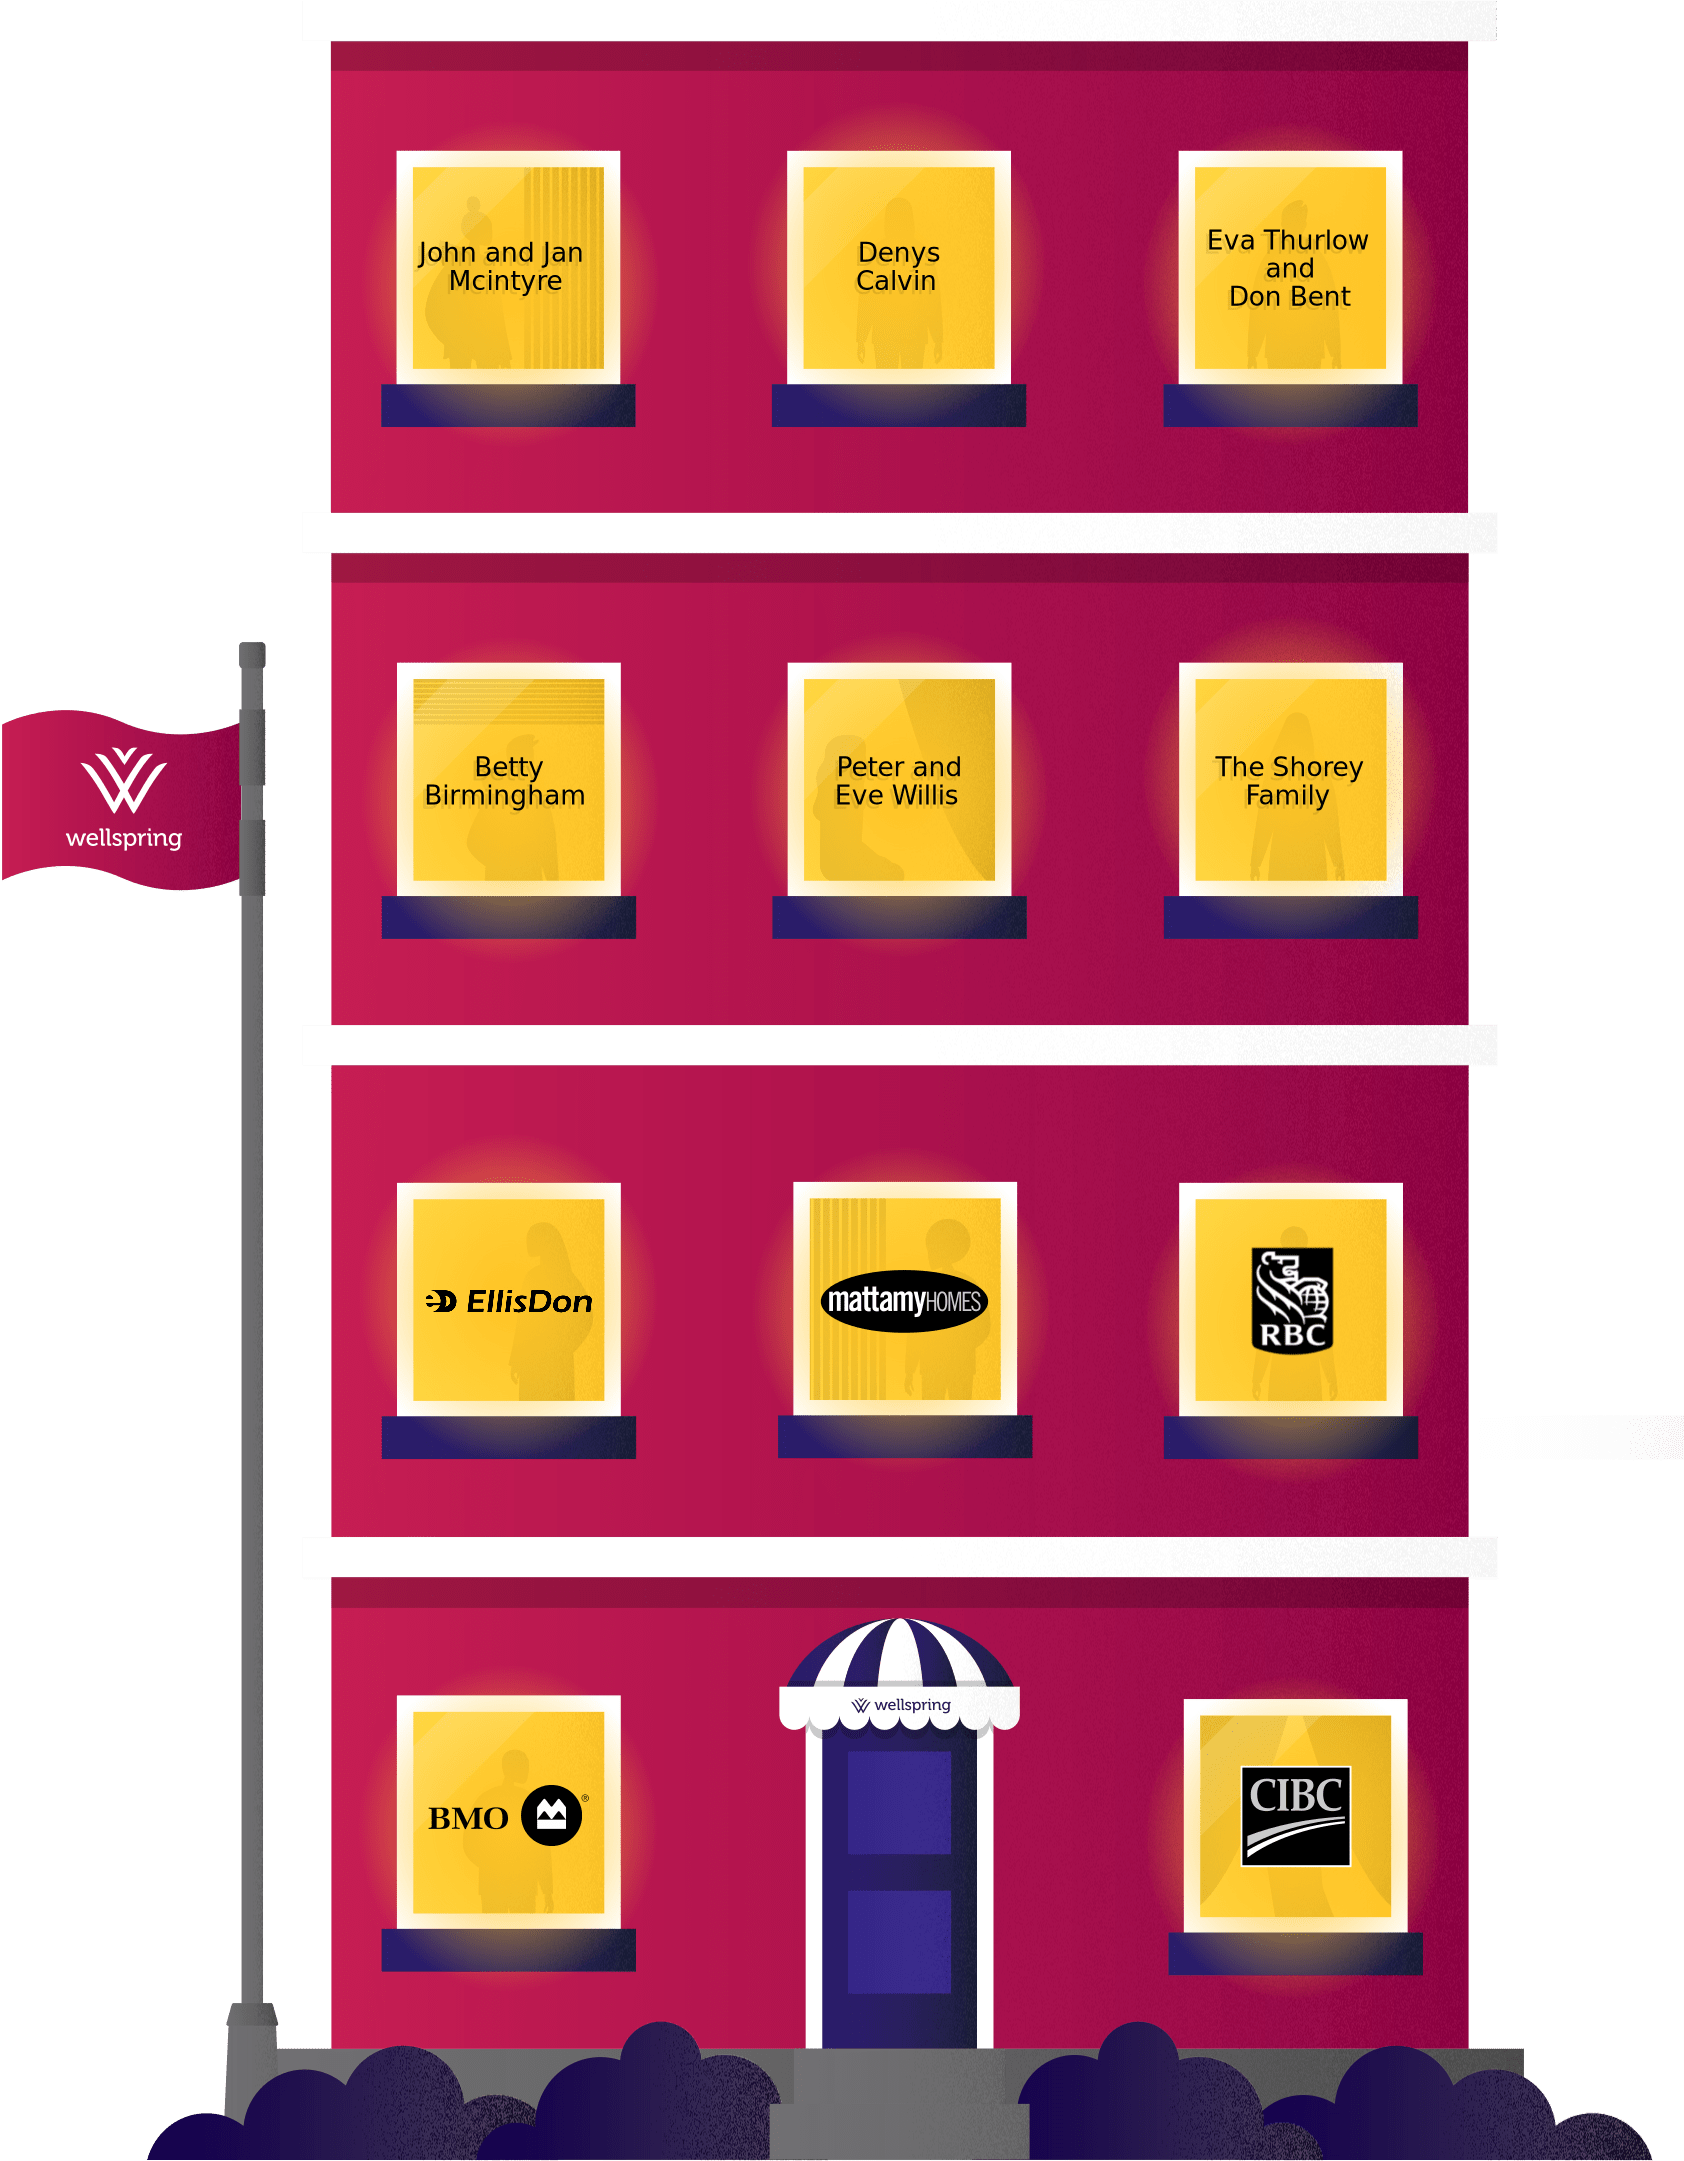 John and Jan
Mcintyre
Denys
Calvin
Eva Thurlow
and
Don Bent
wellspring
Betty
Birmingham
Peter and
Eve Willis
The Shorey
Family
EllisDon
mattamyHOMES
RBC
wellspring
BMO ®
CIBC